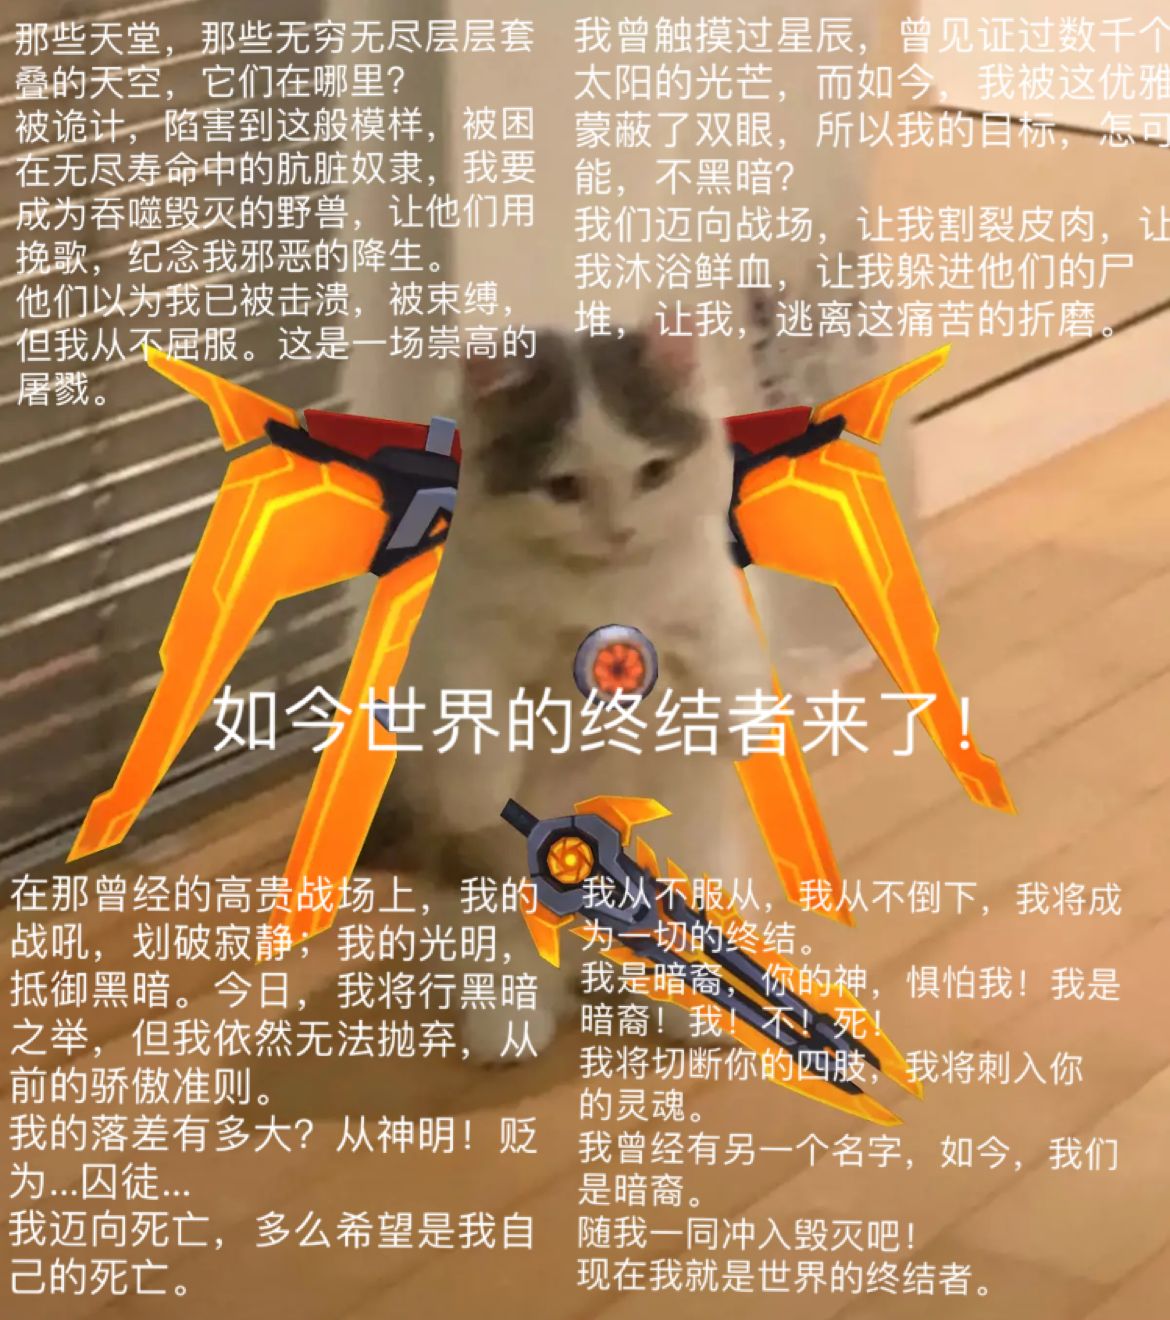 那些天堂，那些无穷无尽层层套
叠的天空，它们在哪里？
被诡计，陷害到这般模样，被困
在无尽寿命中的肮脏奴隶，我要
成为吞噬毁灭的野兽，让他们用
挽歌，纪念我邪恶的降生。
他们以为我已被击溃，被束缚，
但我从不屈服。这是一场崇高的
屠戮。
我曾触摸过星辰，曾见证过数千个
太阳的光芒，而如今，我被这优雅
蒙蔽了双眼，所以我的目标，怎可
能，不黑暗？
我们迈向战场，让我割裂皮肉，让
我沐浴鲜血，让我躲进他们的尸
堆，让我，逃离这痛苦的折磨。
如今世界的终结者来了！
在那曾经的高贵战场上，我的
战吼，划破寂静；我的光明，
抵御黑暗。今日，我将行黑暗
之举，但我依然无法抛弃，从
前的骄傲准则。
我的落差有多大？从神明！贬
为...囚徒...
我迈向死亡，多么希望是我自
己的死亡。
我从不服从，我从不倒下，我将成
为一切的终结。
我是暗裔，你的神，惧怕我！我是
暗裔！我！不！死！
我将切断你的四肢，我将刺入你
的灵魂。
我曾经有另一个名字，如今，我们
是暗裔。
随我一同冲入毁灭吧！
现在我就是世界的终结者。